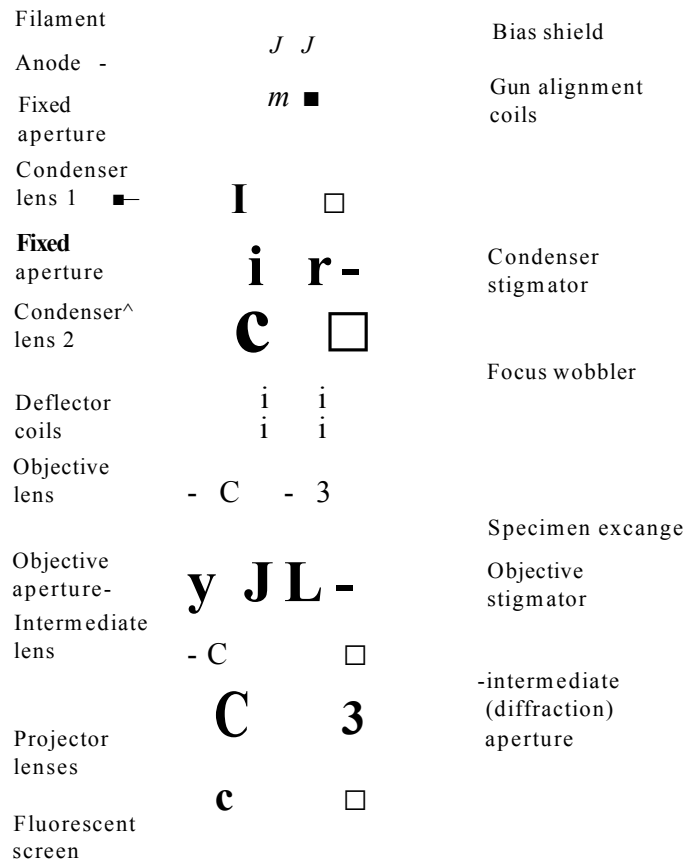 Filament
Bias shield
J J
Anode -
Gun alignment
coils
m ■
Fixed
aperture
Condenser
lens 1 ■—
I □
Fixed
aperture
i r -
Condenser
stigmator
Condenser^
lens 2
c □
Focus wobbler
Deflector
coils
i i
i i
Objective
lens
- C - 3
Specimen excange
Objective
aperture-
y J L -
Objective
stigmator
Intermediate
lens
- C □
-intermediate
(diffraction)
aperture
C 3
Projector
lenses
c □
Fluorescent
screen